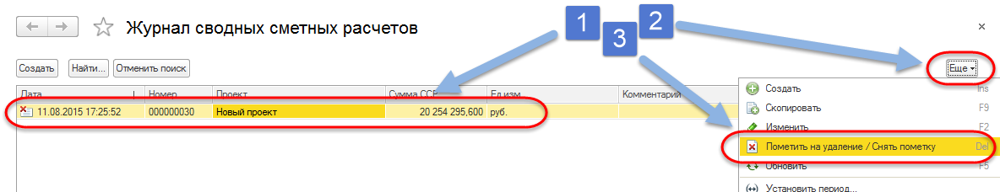 1
2
3
Журнал сводных сметных расчетов
Создать Найти... Отменить поиск Еще
Дата Номер Проект Сумма ССР Ед.изм. Комментарий
11.08.2015 17:25:52 000000030 Новый проект 20 254 295,600 руб.
Создать Ins
Скопировать F9
Изменить F2
Пометить на удаление / Снять пометку Del
Обновить F5
Установить период...